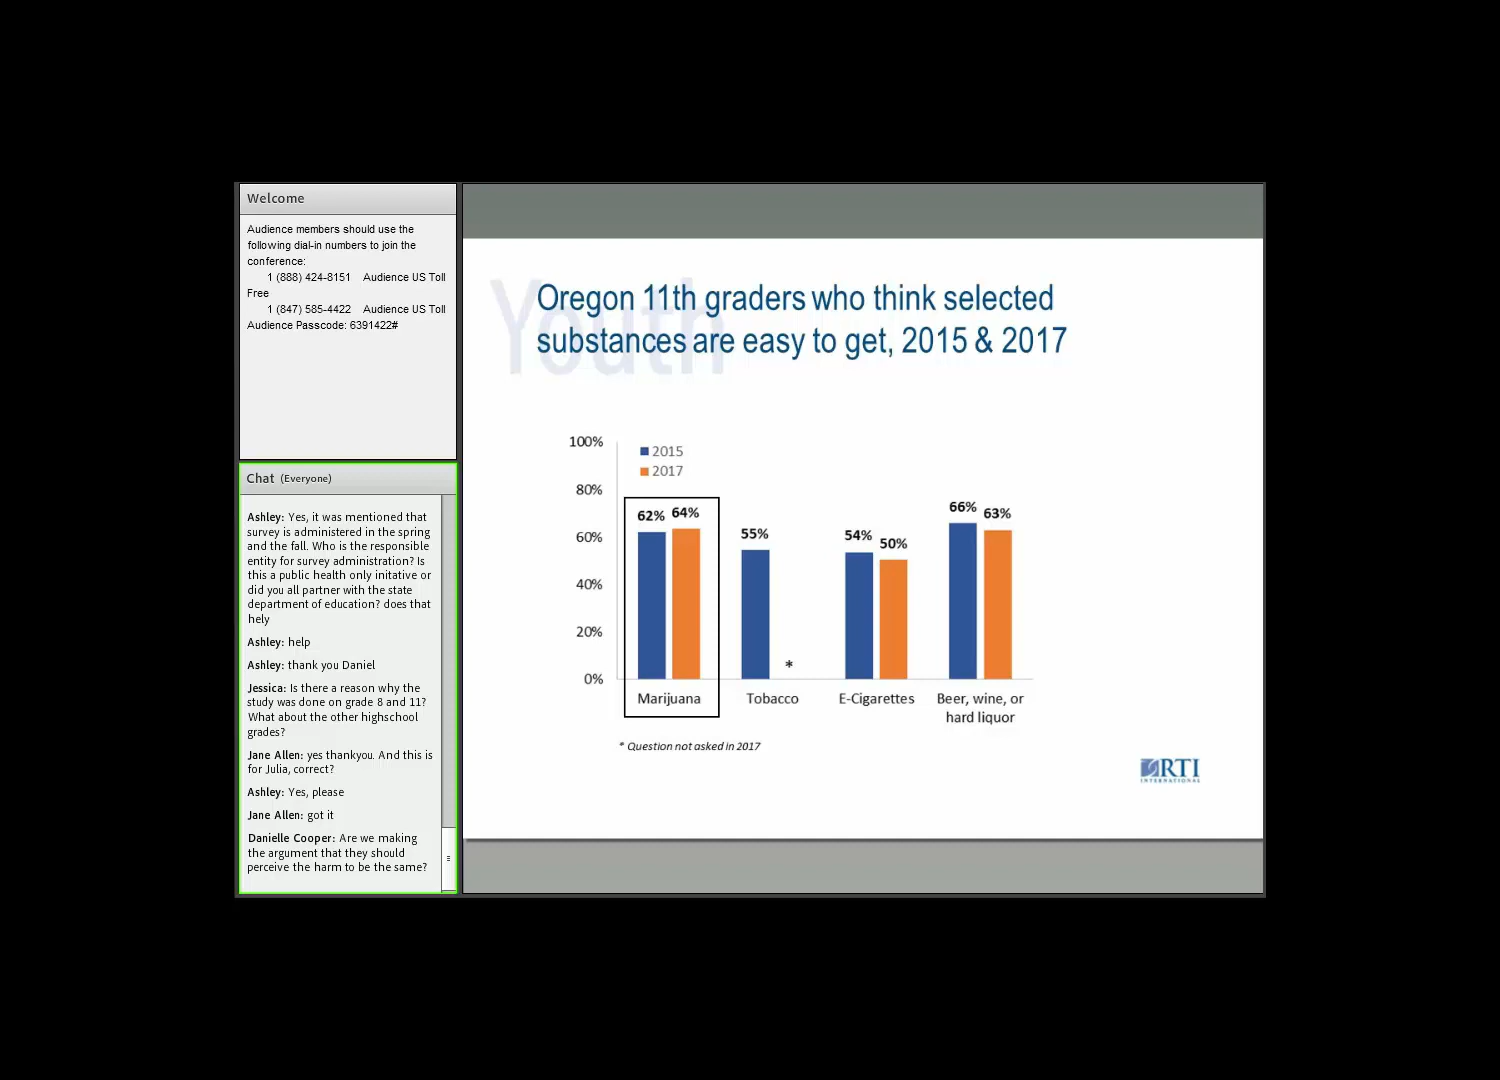 Welcome
Audience members should use the
following dial-in numbers to join the
conference:
1 (888) 424-8151 Audience US Toll
Free
1 (847) 585-4422 Audience US Toll
Audience Passcode: 6391422#
Chat (Everyone)
Ashley: Yes, it was mentioned that
survey is administered in the spring
and the fall. Who is the responsible
entity for survey administration? Is
this a public health only initative or
did you all partner with the state
department of education? does that
hely
Ashley: help
Ashley: thank you Daniel
Jessica: Is there a reason why the
study was done on grade 8 and 11?
What about the other highschool
grades?
Jane Allen: yes thankyou. And this is
for Julia, correct?
Ashley: Yes, please
Jane Allen: got it
Danielle Cooper: Are we making
the argument that they should
perceive the harm to be the same?
Youth
Oregon 11th graders who think selected
substances are easy to get, 2015 & 2017
100%
80%
60%
40%
20%
0%
2015
2017
62% 64%
55%
*
54% 50%
66% 63%
Marijuana
Tobacco
E-Cigarettes
Beer, wine, or
hard liquor
* Question not asked in 2017
RTI
INTERNATIONAL